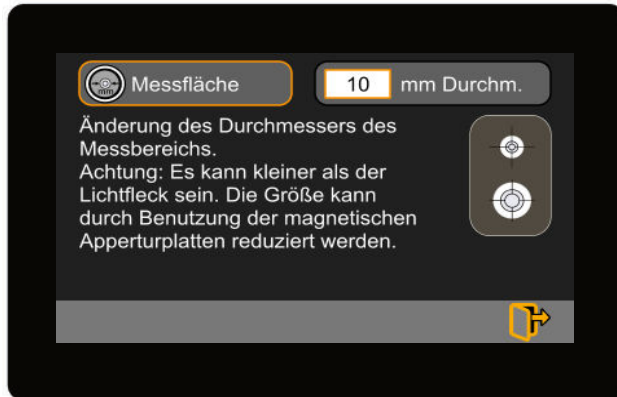 mm
Messfläche
10 mm Durchm.
Änderung des Durchmessers des
Messbereichs.
Achtung: Es kann kleiner als der
Lichtfleck sein. Die Größe kann
durch Benutzung der magnetischen
Apperturplatten reduziert werden.